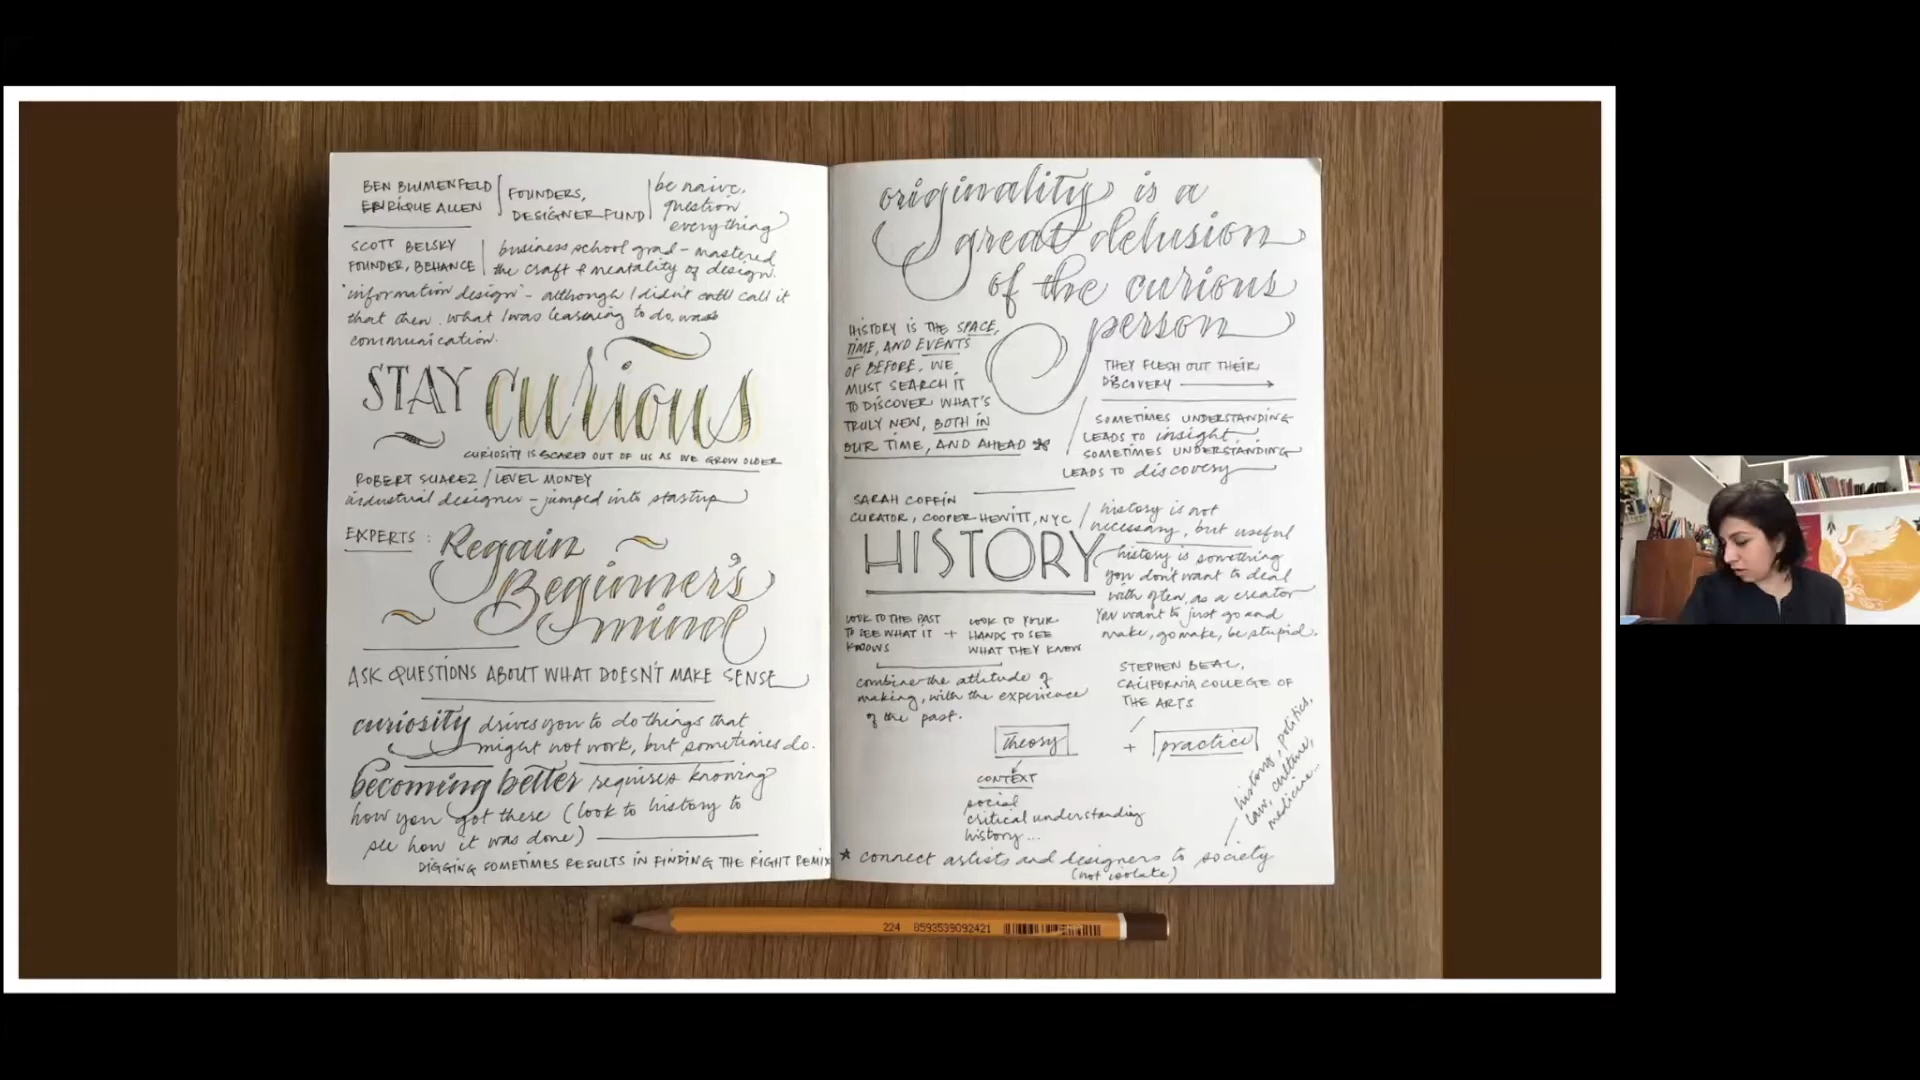 BEN BLUMENFELD
ENRIQUE ALLEN
FOUNDERS,
DESIGNER FUND
be naive.
question
everything
SCOTT BELSKY
FOUNDER, BEHANCE
business school grad - mastered
the craft & mentality of design.
"information design" - although I didn't call it
that then. what I was learning to do, was
communication.
STAY curious
CURIOSITY IS SCARED OUT OF US AS WE GROW OLDER
ROBERT SUAREZ / LEVEL MONEY
industrial designer - jumped into startup
EXPERTS: Regain
Beginner's
mind
ASK QUESTIONS ABOUT WHAT DOESN'T MAKE SENSE
curiosity drives you to do things that
might not work, but sometimes do.
becoming better requires knowing
how you got these (look to history to
see how it was done)
DIGGING SOMETIMES RESULTS IN FINDING THE RIGHT REMIX
originality is a
great delusion
of the curious
person
HISTORY IS THE SPACE,
TIME, AND EVENTS
OF BEFORE. WE
MUST SEARCH IT
TO DISCOVER WHAT'S
TRULY NEW, BOTH IN
OUR TIME, AND AHEAD
THEY FLESH OUT THEIR
DISCOVERY
SOMETIMES UNDERSTANDING
LEADS TO insight,
SOMETIMES UNDERSTANDING
LEADS TO discovery
SARAH COFFIN
CURATOR, COOPER HEWITT, NYC
history is not
necessary, but useful
HISTORY
history is something
you don't want to deal
with often, as a creator
You want to just go and
make, go make, be stupid.
LOOK TO THE PAST
TO SEE WHAT IT
KNOWS
+
LOOK TO YOUR
HANDS TO SEE
WHAT THEY KNEW
combine the attitude of
making, with the experience
of the past.
STEPHEN BEAL,
CALIFORNIA COLLEGE OF
THE ARTS
theory + practice
CONTEXT
social
critical understanding
history...
history, politics,
law, culture,
medicine...
* connect artists and designers to society
(not isolate)
224 8593539092421